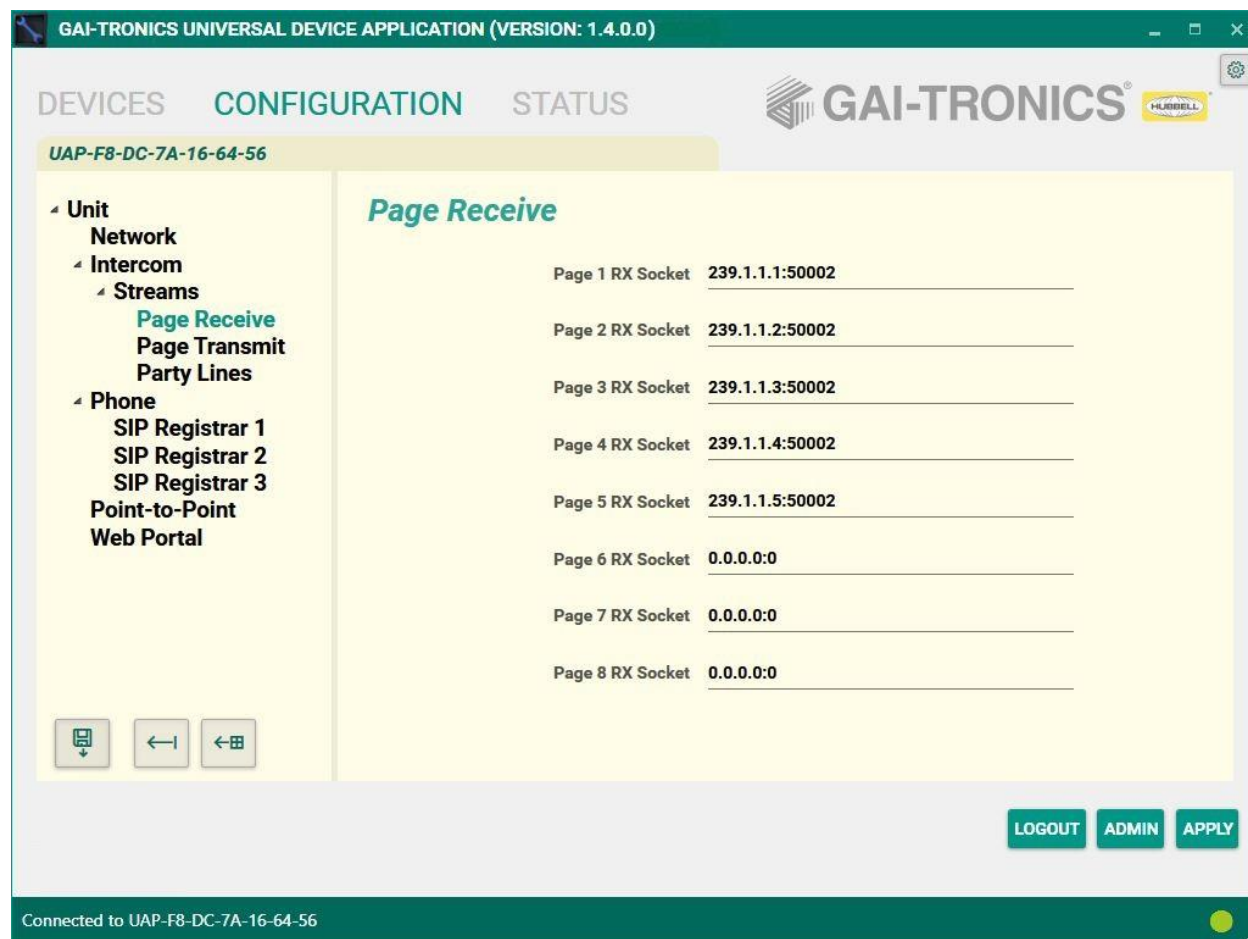 GAI-TRONICS UNIVERSAL DEVICE APPLICATION (VERSION: 1.4.0.0)
DEVICES CONFIGURATION STATUS
GAI-TRONICS® HUBBELL
UAP-F8-DC-7A-16-64-56
Unit
Network
Intercom
Streams
Page Receive
Page Transmit
Party Lines
Phone
SIP Registrar 1
SIP Registrar 2
SIP Registrar 3
Point-to-Point
Web Portal
Page Receive
Page 1 RX Socket 239.1.1.1:50002
Page 2 RX Socket 239.1.1.2:50002
Page 3 RX Socket 239.1.1.3:50002
Page 4 RX Socket 239.1.1.4:50002
Page 5 RX Socket 239.1.1.5:50002
Page 6 RX Socket 0.0.0.0:0
Page 7 RX Socket 0.0.0.0:0
Page 8 RX Socket 0.0.0.0:0
LOGOUT ADMIN APPLY
Connected to UAP-F8-DC-7A-16-64-56